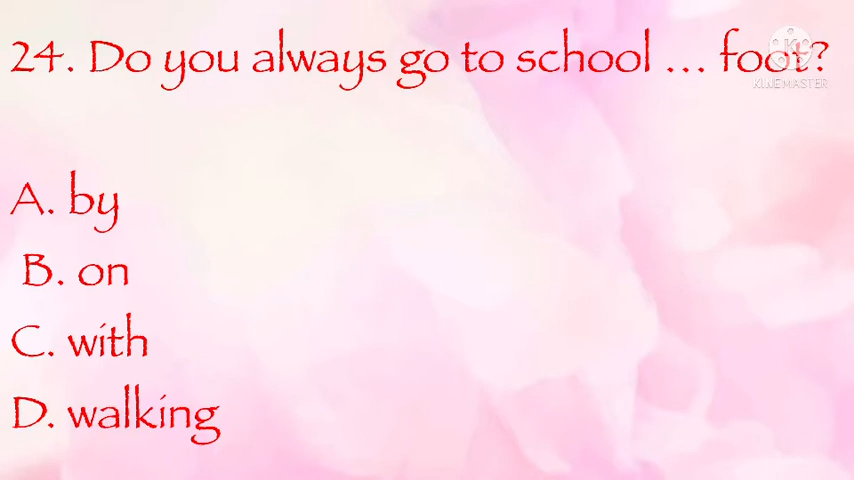 24. Do you always go to school ... foot?
KINEMASTER
A. by
B. on
C. with
D. walking